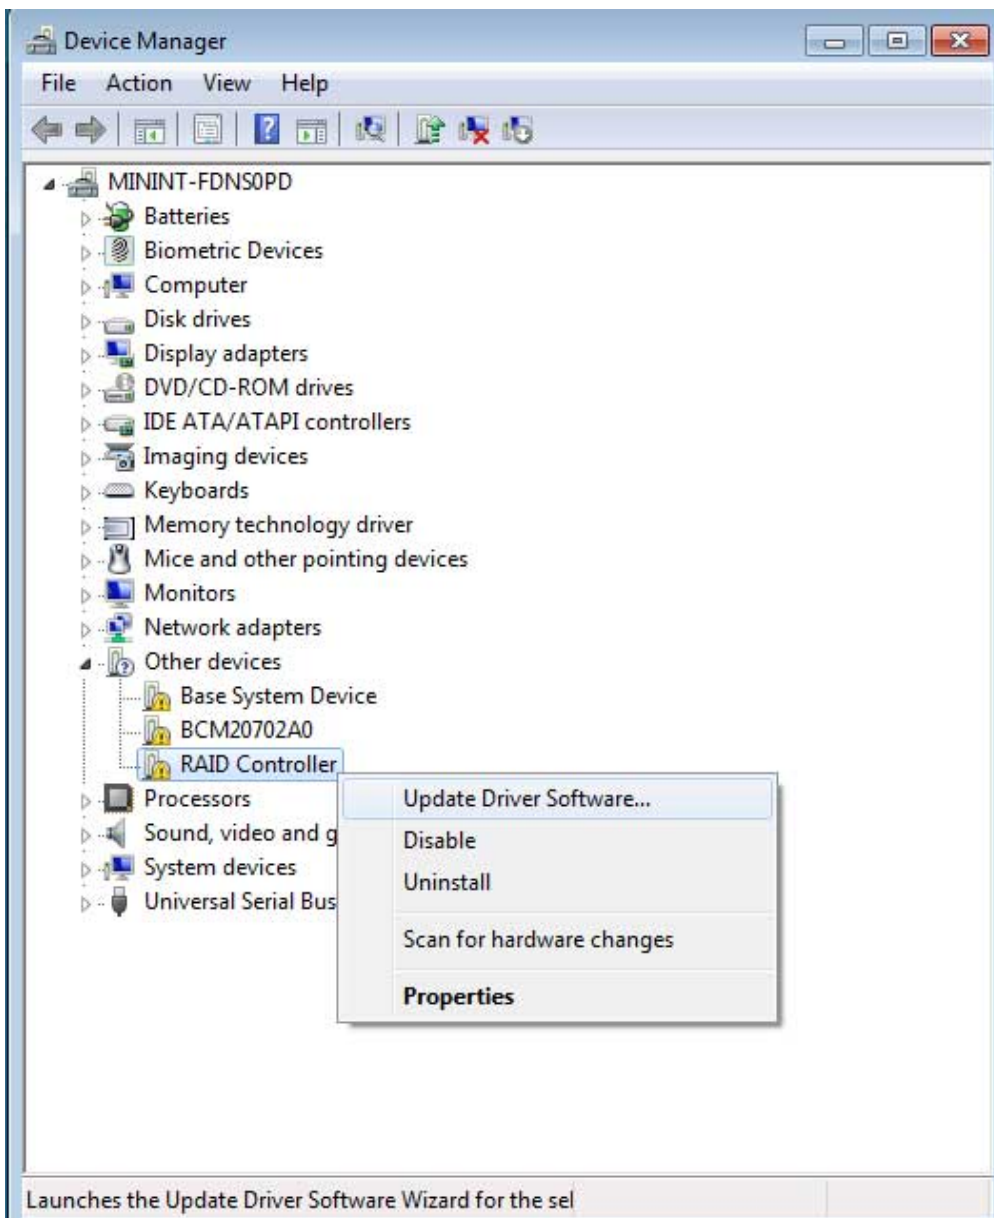 Device Manager
File Action View Help
MININT-FDNS0PD
Batteries
Biometric Devices
Computer
Disk drives
Display adapters
DVD/CD-ROM drives
IDE ATA/ATAPI controllers
Imaging devices
Keyboards
Memory technology driver
Mice and other pointing devices
Monitors
Network adapters
Other devices
Base System Device
BCM20702A0
RAID Controller
Processors
Sound, video and g
System devices
Universal Serial Bus
Update Driver Software...
Disable
Uninstall
Scan for hardware changes
Properties
Launches the Update Driver Software Wizard for the sel